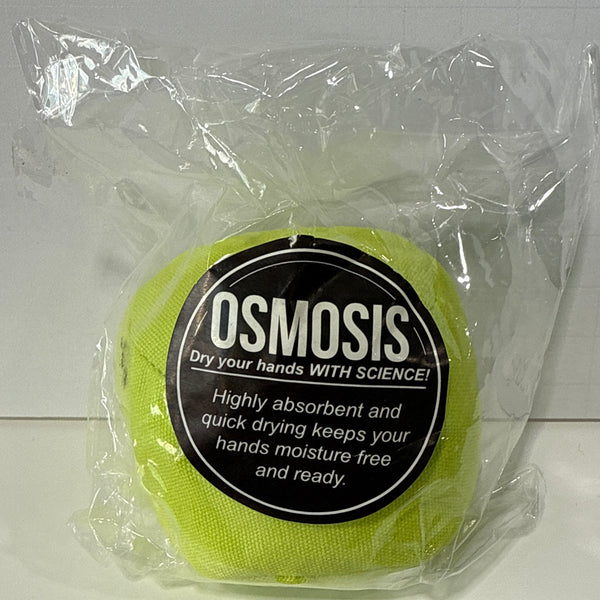 OSMOSIS
Dry your hands WITH SCIENCE!
Highly absorbent and
quick drying keeps your
hands moisture free
and ready.